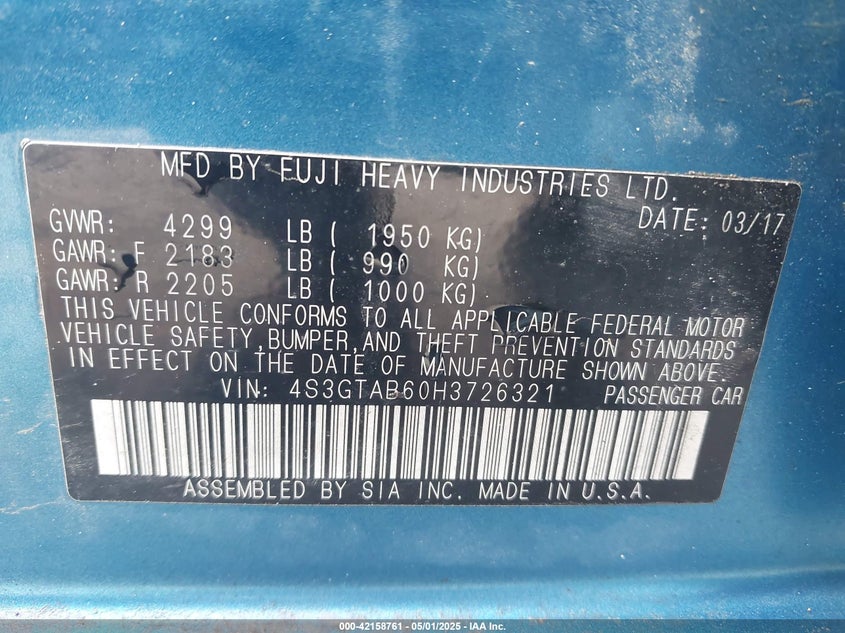 MFD BY FUJI HEAVY INDUSTRIES LTD.
DATE: 03/17
GVWR: 4299 LB ( 1950 KG)
GAWR: F 2183 LB ( 990 KG)
GAWR: R 2205 LB ( 1000 KG)
THIS VEHICLE CONFORMS TO ALL APPLICABLE FEDERAL MOTOR
VEHICLE SAFETY,BUMPER,AND THEFT PREVENTION STANDARDS
IN EFFECT ON THE DATE OF MANUFACTURE SHOWN ABOVE.
VIN: 4S3GTAB60H3726321 PASSENGER CAR
ASSEMBLED BY SIA INC. MADE IN U.S.A.
000-42158761 - 05/01/2025 - IAA Inc.